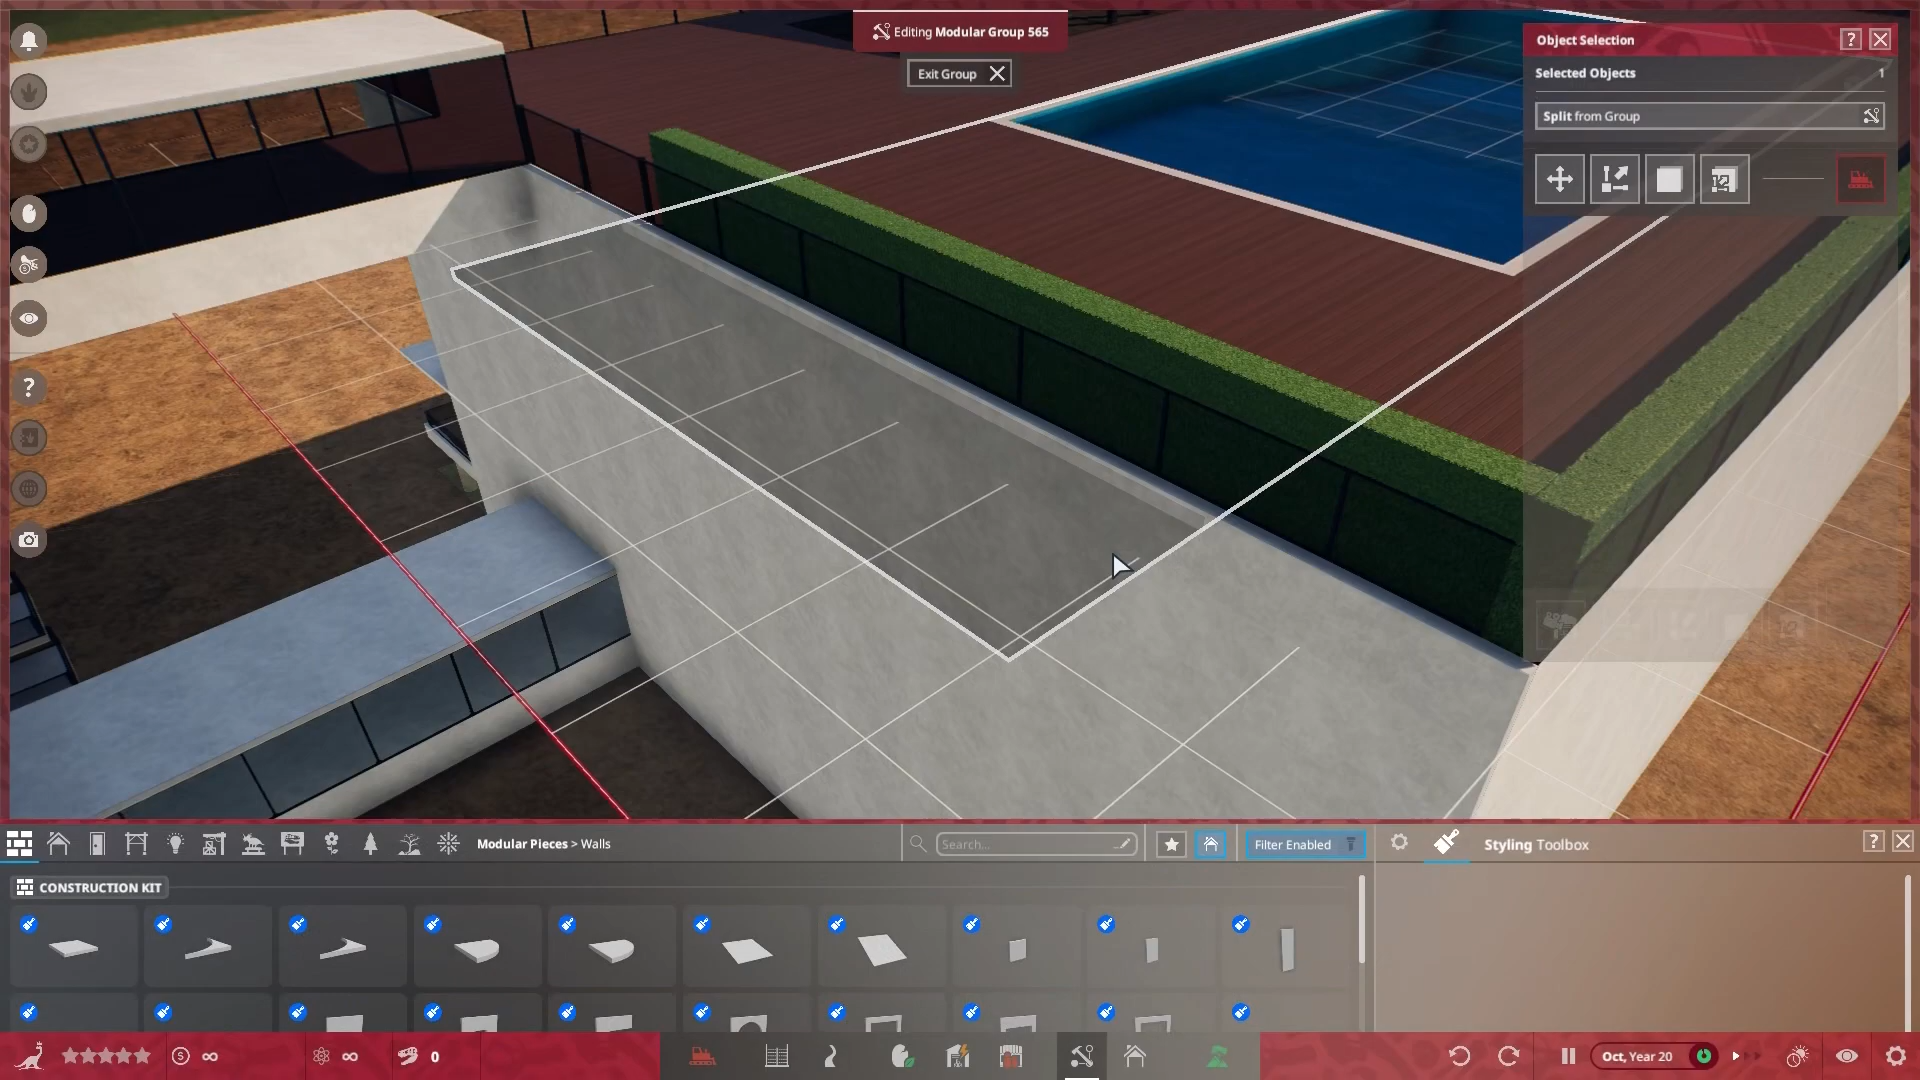 Editing Modular Group 565
Exit Group
Object Selection
?
Selected Objects 1
Split from Group
?
Modular Pieces > Walls
Search...
Filter Enabled
Styling Toolbox
?
CONSTRUCTION KIT
∞
∞
0
Oct, Year 20